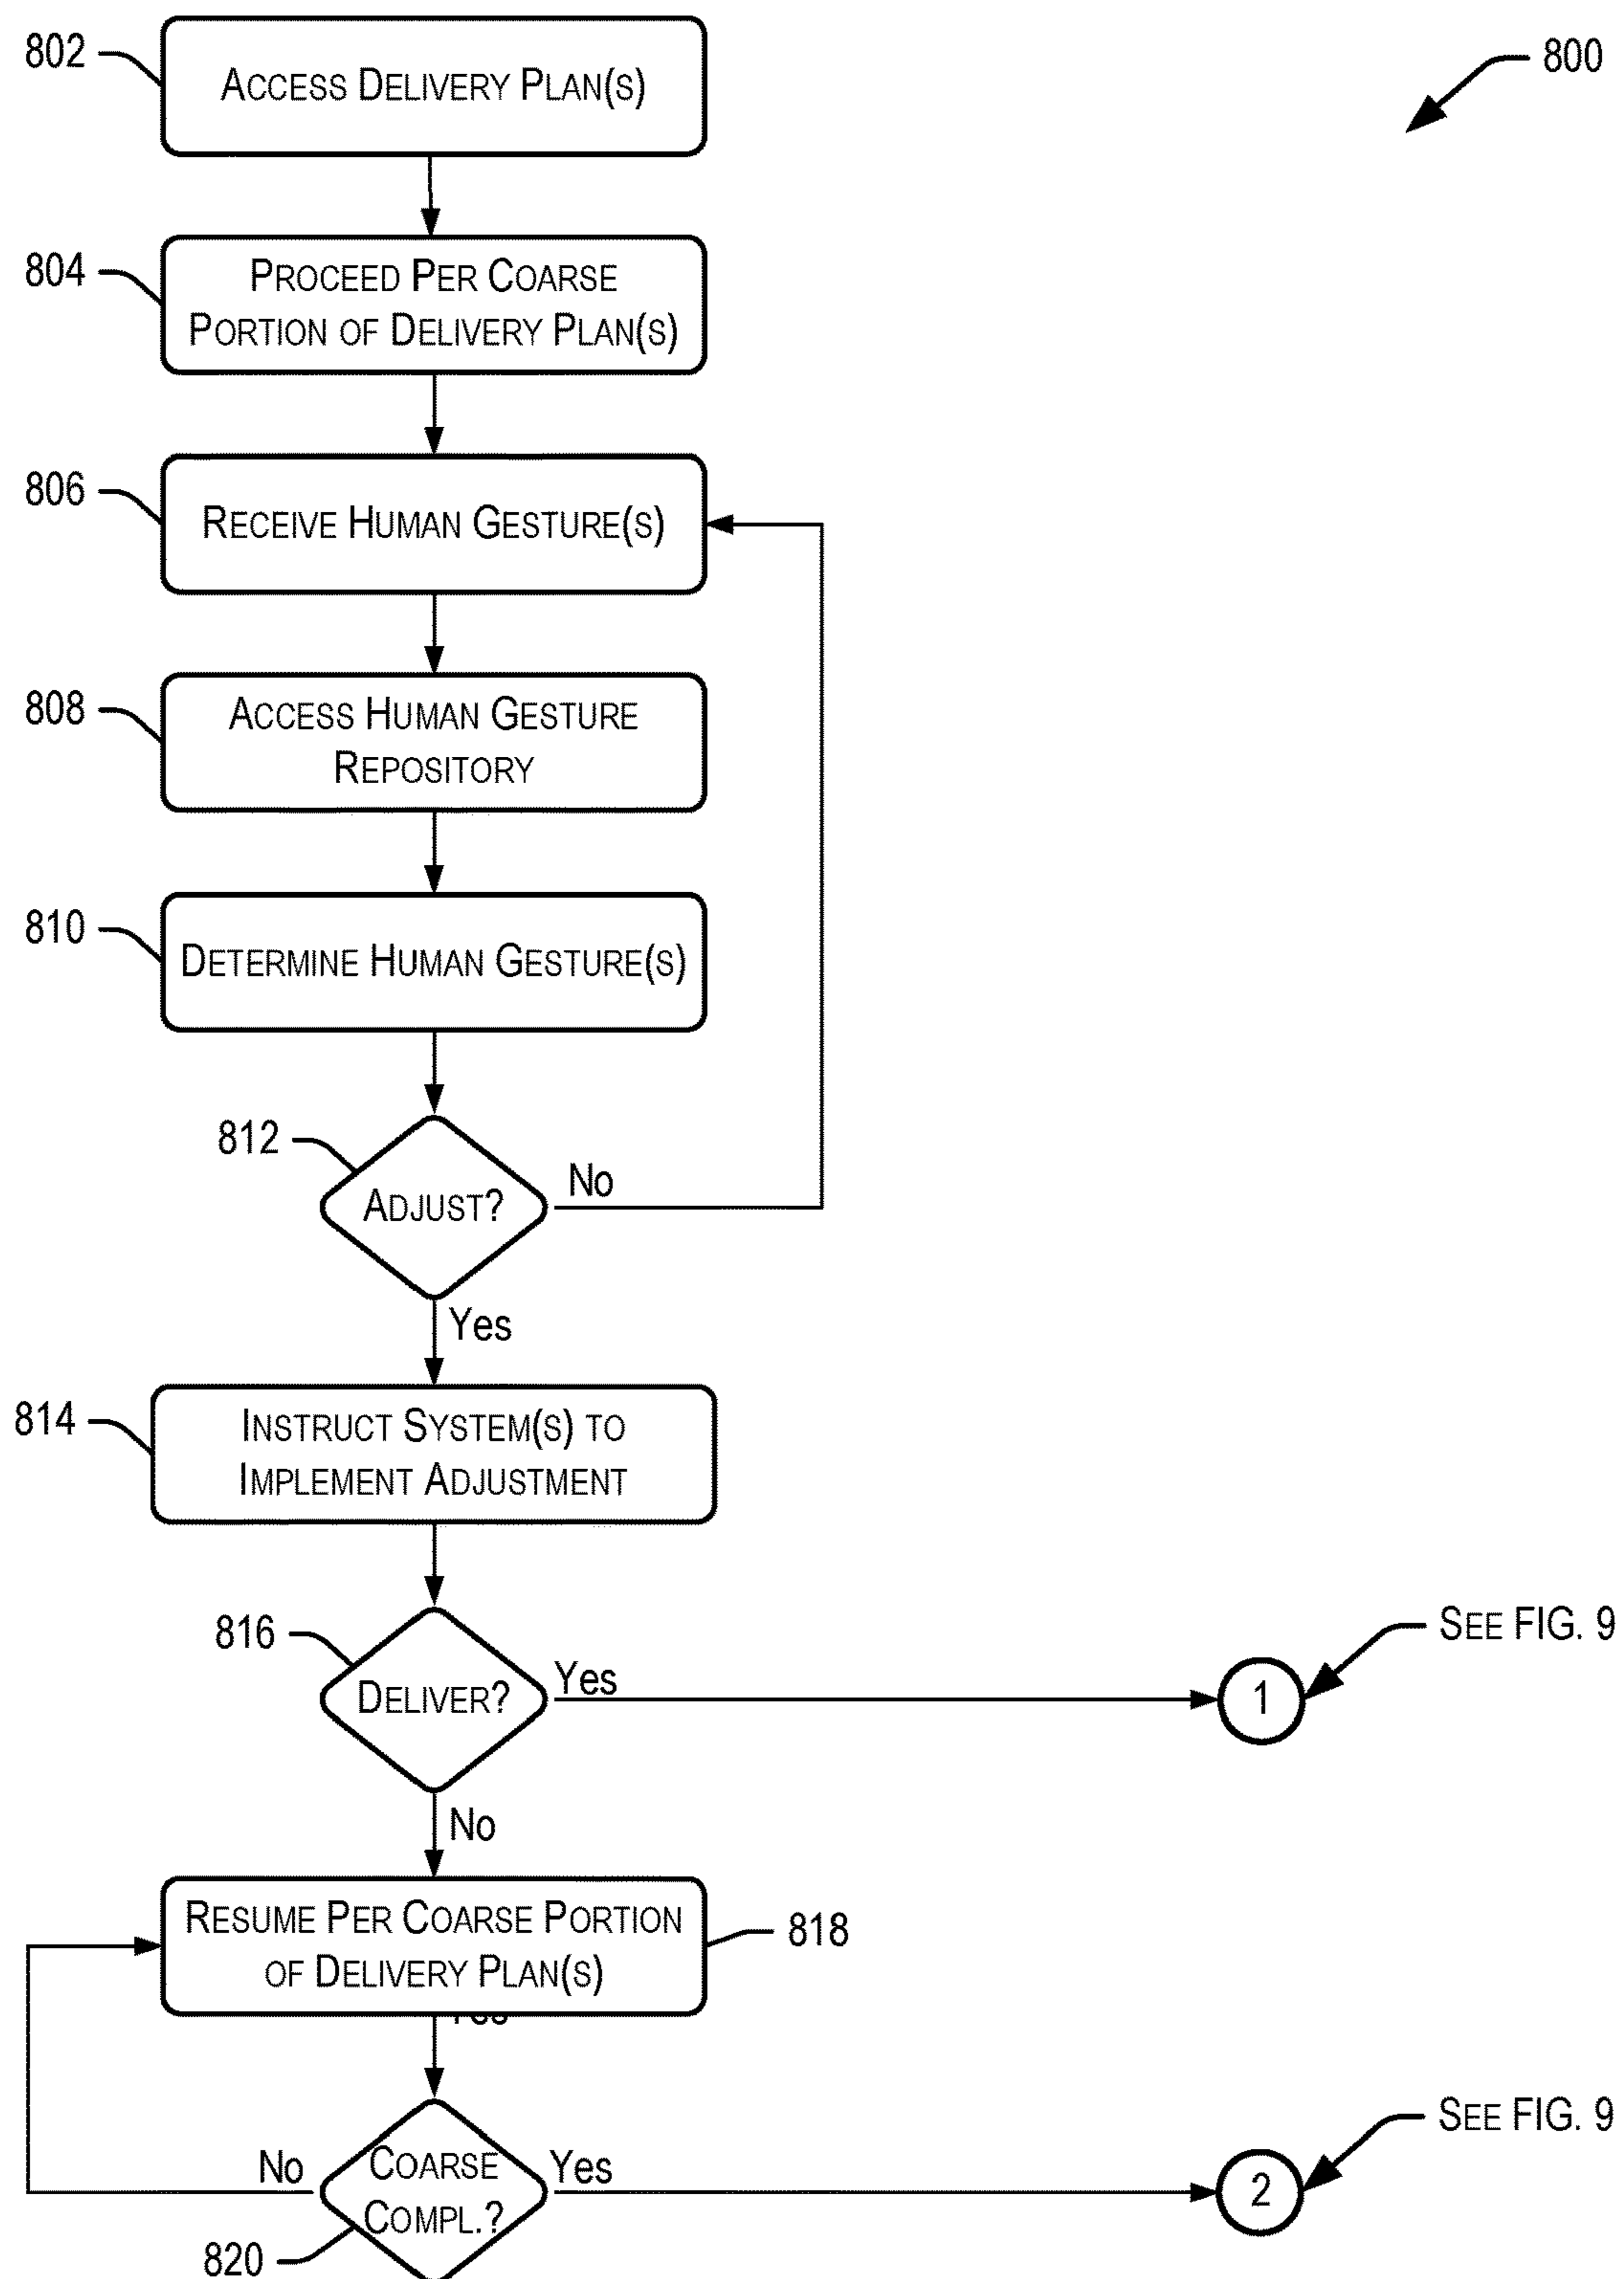 802
ACCESS DELIVERY PLAN(S)
800
804
PROCEED PER COARSE
PORTION OF DELIVERY PLAN(S)
806
RECEIVE HUMAN GESTURE(S)
808
ACCESS HUMAN GESTURE
REPOSITORY
810
DETERMINE HUMAN GESTURE(S)
812
ADJUST?
No
Yes
814
INSTRUCT SYSTEM(S) TO
IMPLEMENT ADJUSTMENT
816
DELIVER?
Yes
1
SEE FIG. 9
No
RESUME PER COARSE PORTION
OF DELIVERY PLAN(S)
818
No
COARSE
COMPL.?
Yes
2
SEE FIG. 9
820